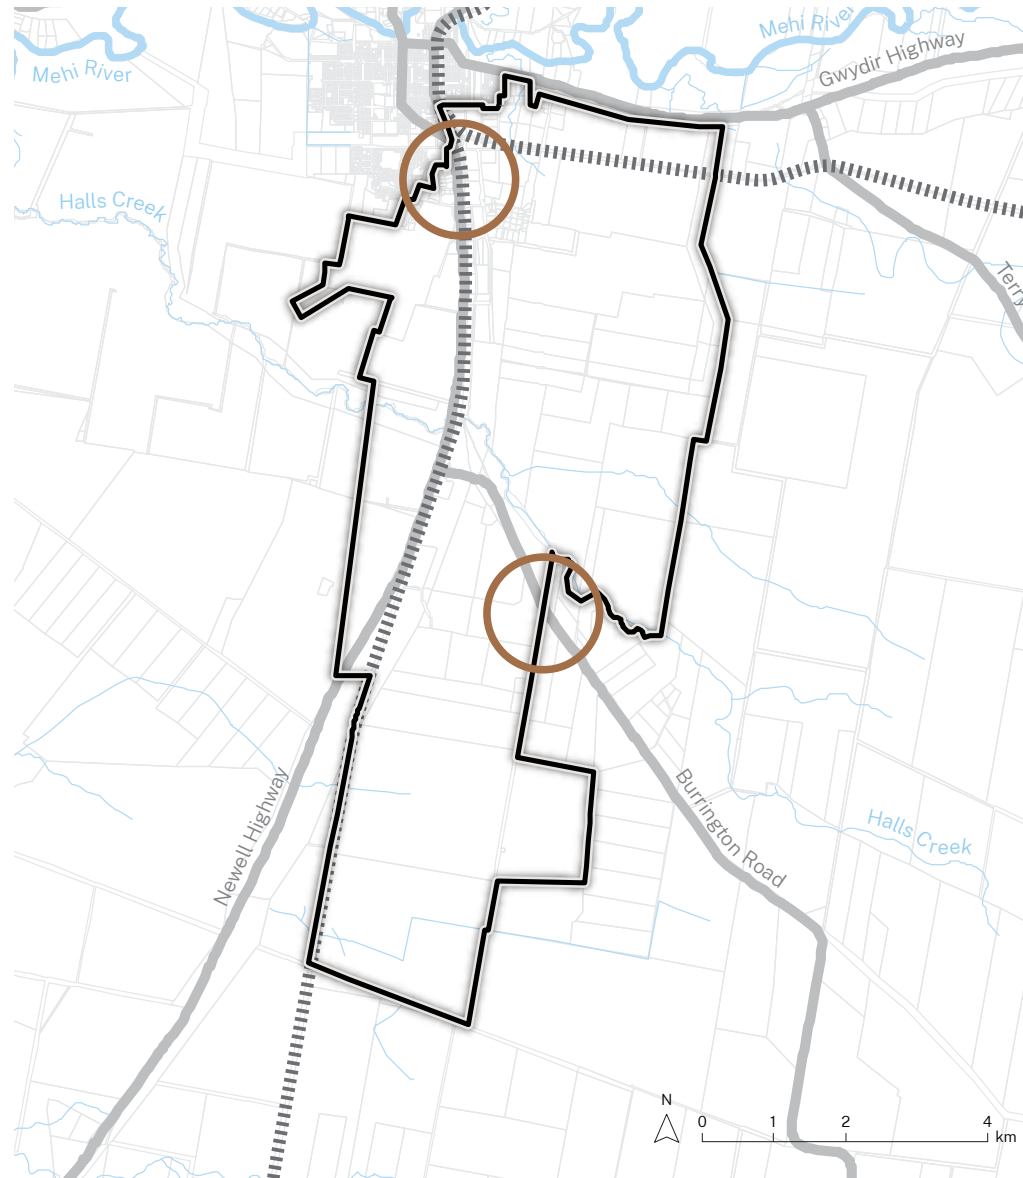 Mehi River
Mehi River
Gwydir Highway
Halls Creek
Terry
Newell Highway
Burrington Road
Halls Creek
N
0 1 2 4
km